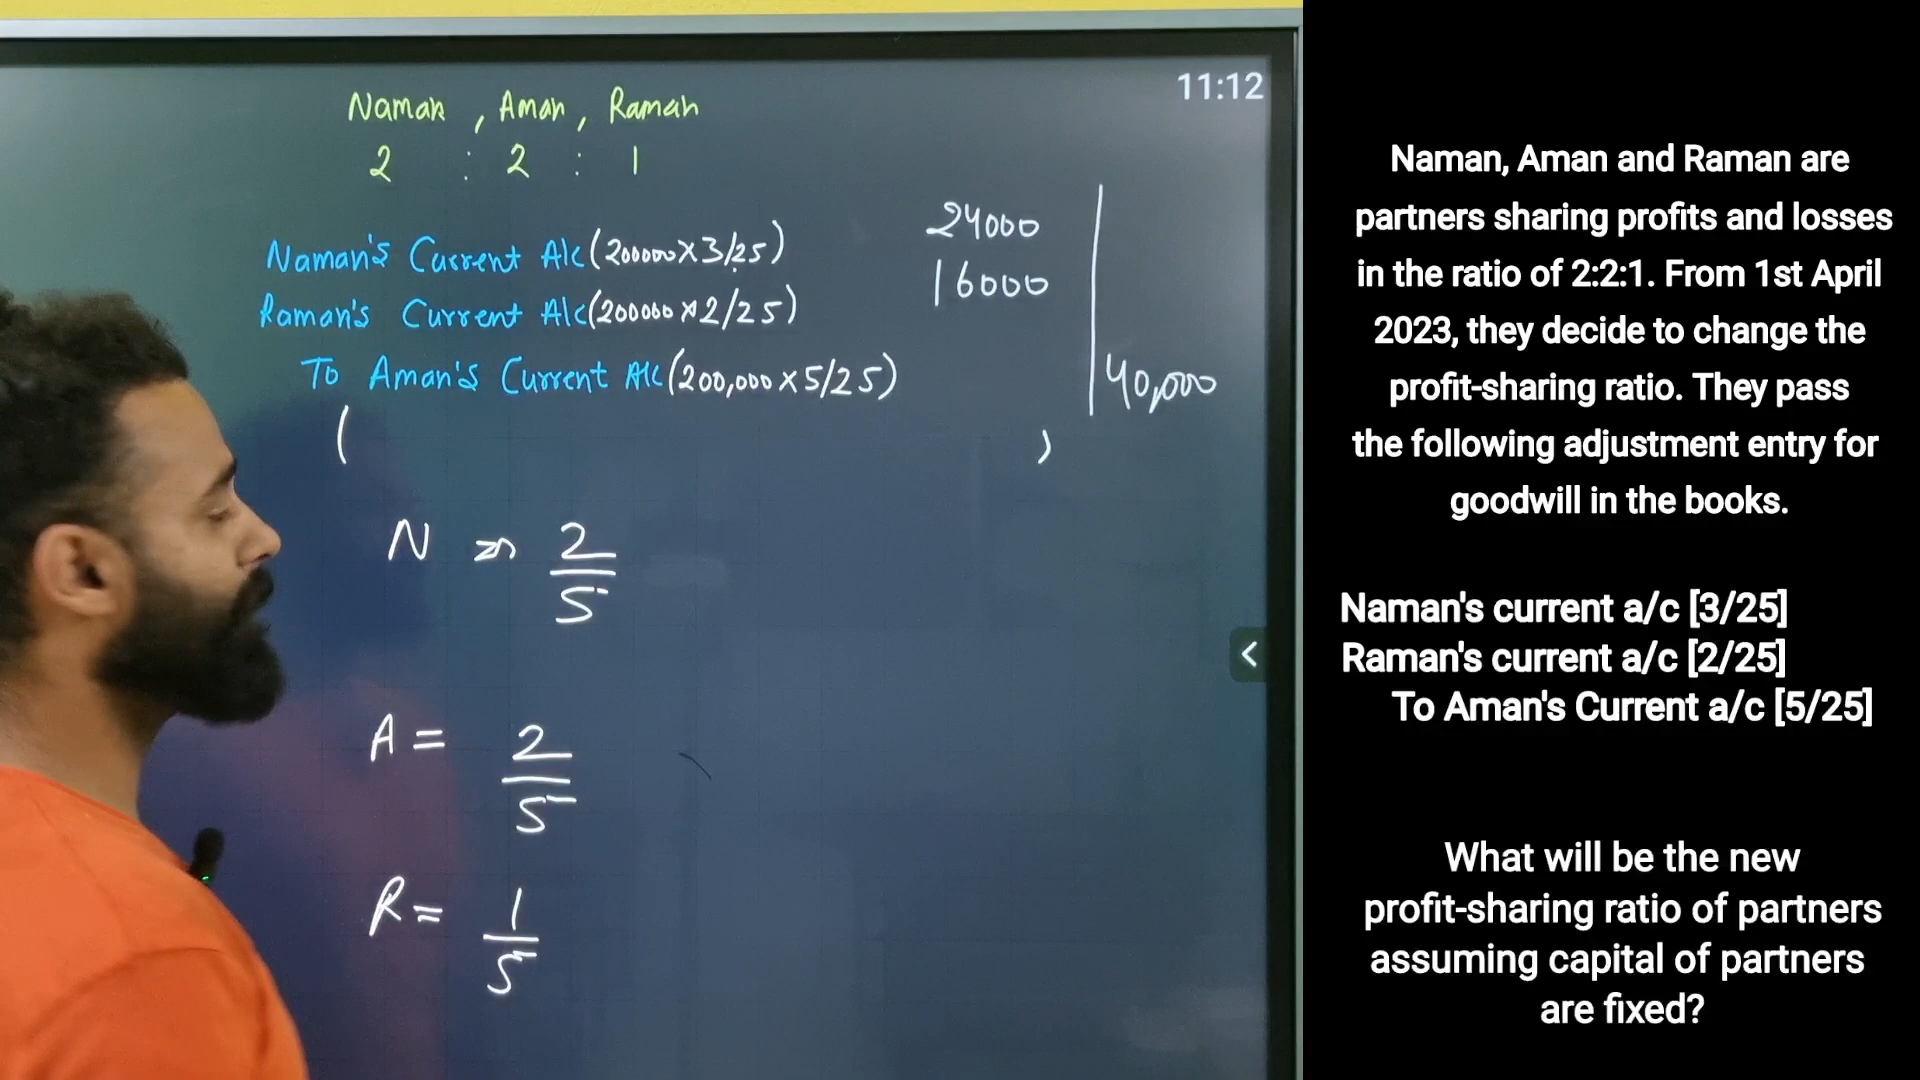 11:12
Naman , Aman , Raman
2 : 2 : 1
Naman's Current A/c (200000×3/25) 24000
Raman's Current A/c (200000×2/25) 16000
To Aman's Current A/c (200,000×5/25) 40,000
( )
N = 2/5
A = 2/5
R = 1/5
<
Naman, Aman and Raman are
partners sharing profits and losses
in the ratio of 2:2:1. From 1st April
2023, they decide to change the
profit-sharing ratio. They pass
the following adjustment entry for
goodwill in the books.
Naman's current a/c [3/25]
Raman's current a/c [2/25]
To Aman's Current a/c [5/25]
What will be the new
profit-sharing ratio of partners
assuming capital of partners
are fixed?